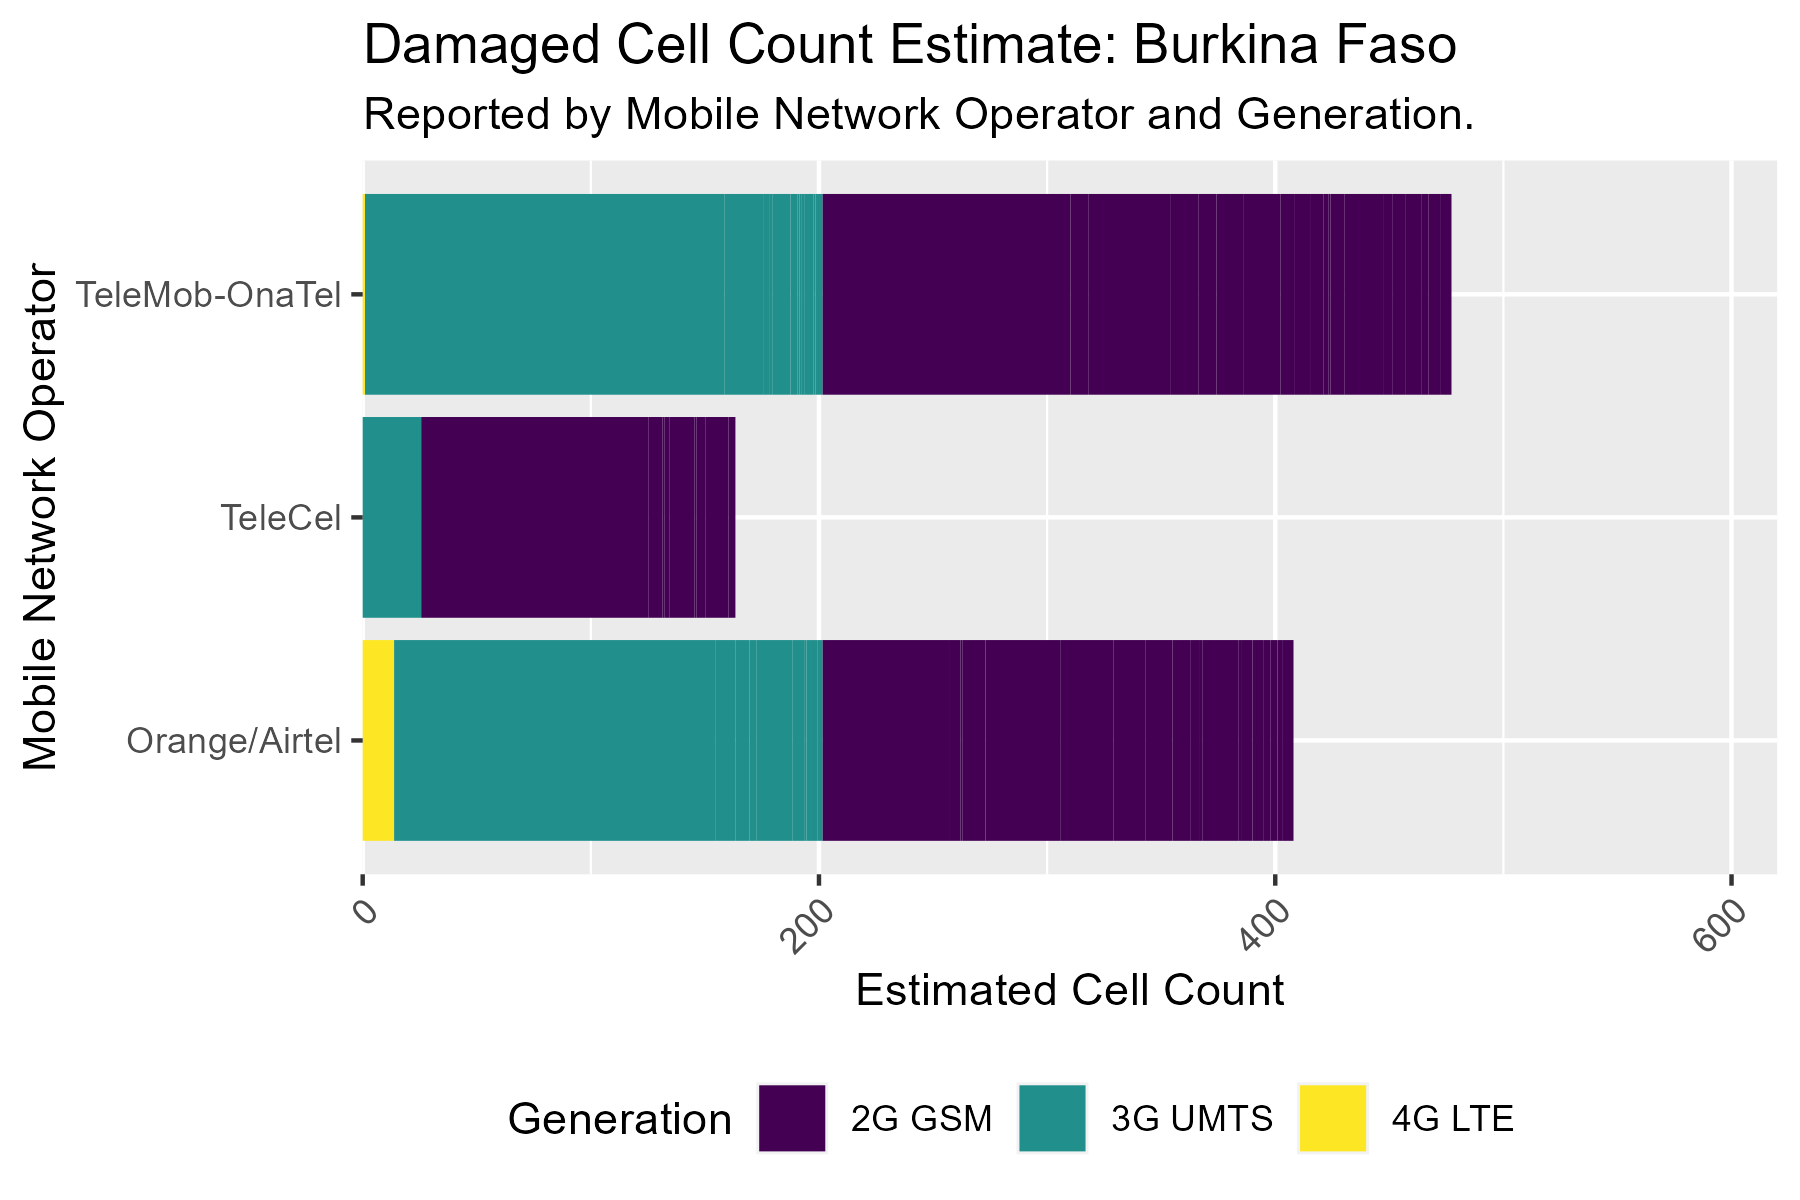 Damaged Cell Count Estimate: Burkina Faso
Reported by Mobile Network Operator and Generation.
Mobile Network Operator
TeleMob-OnaTel
TeleCel
Orange/Airtel
0
200
400
600
Estimated Cell Count
Generation
2G GSM
3G UMTS
4G LTE